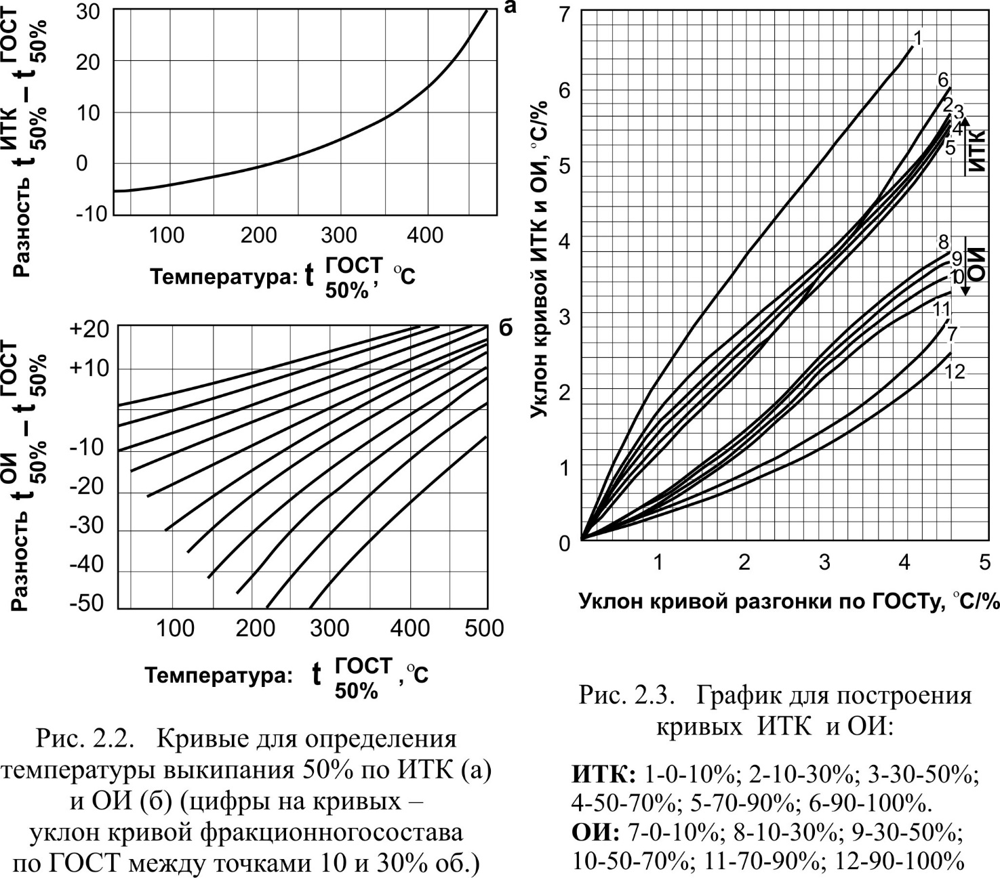 а
30
20
10
0
-10
Разность t ИТК 50% – t ГОСТ 50%
100 200 300 400
Температура: t ГОСТ 50%, °С
б
+20
+10
-10
-20
-30
-40
-50
Разность t ОИ 50% – t ГОСТ 50%
100 200 300 400 500
Температура: t ГОСТ 50% ,°С
Рис. 2.2. Кривые для определения
температуры выкипания 50% по ИТК (а)
и ОИ (б) (цифры на кривых –
уклон кривой фракционногосостава
по ГОСТ между точками 10 и 30% об.)
7
6
5
4
3
2
1
0
Уклон кривой ИТК и ОИ, °С/%
1
6
2
3
4
5
ИТК
8
9
10
ОИ
11
7
12
1 2 3 4 5
Уклон кривой разгонки по ГОСТу, °С/%
Рис. 2.3. График для построения
кривых ИТК и ОИ:
ИТК: 1-0-10%; 2-10-30%; 3-30-50%;
4-50-70%; 5-70-90%; 6-90-100%.
ОИ: 7-0-10%; 8-10-30%; 9-30-50%;
10-50-70%; 11-70-90%; 12-90-100%